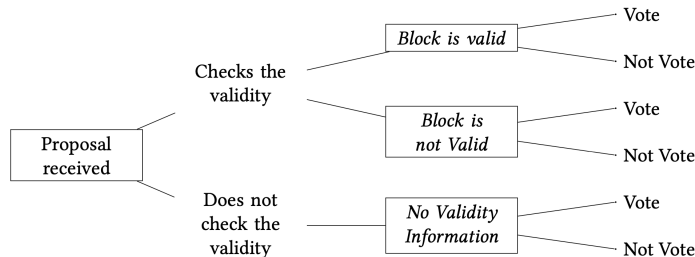 Proposal
received
Checks the
validity
Does not
check the
validity
Block is valid
Block is
not Valid
No Validity
Information
Vote
Not Vote
Vote
Not Vote
Vote
Not Vote